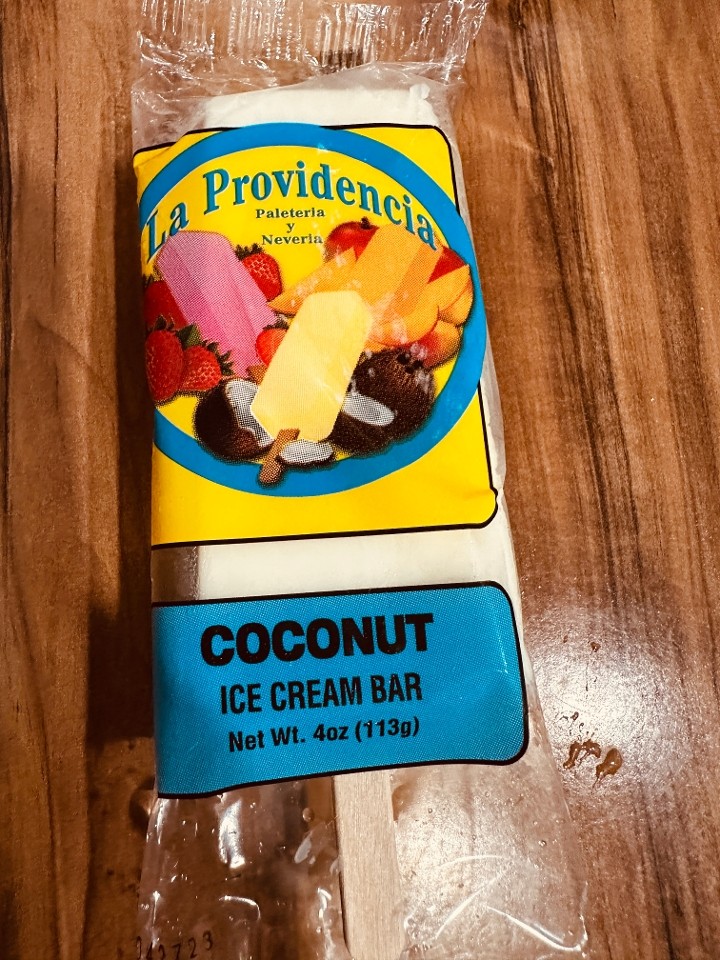 La Providencia
Paleteria
y
Neveria
COCONUT
ICE CREAM BAR
Net Wt. 4oz (113g)